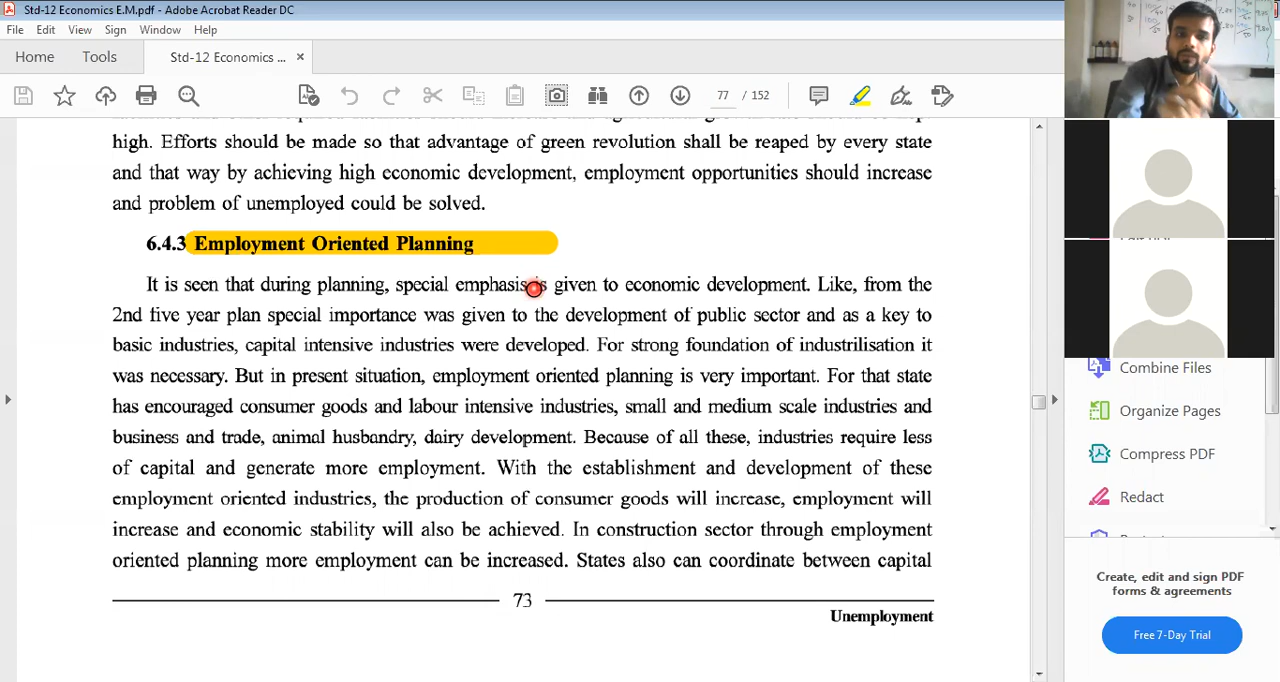 Std-12 Economics E.M.pdf - Adobe Acrobat Reader DC
File Edit View Sign Window Help
Home Tools Std-12 Economics ... ×
77 / 152
high. Efforts should be made so that advantage of green revolution shall be reaped by every state
and that way by achieving high economic development, employment opportunities should increase
and problem of unemployed could be solved.
6.4.3 Employment Oriented Planning
It is seen that during planning, special emphasis is given to economic development. Like, from the
2nd five year plan special importance was given to the development of public sector and as a key to
basic industries, capital intensive industries were developed. For strong foundation of industrilisation it
was necessary. But in present situation, employment oriented planning is very important. For that state
has encouraged consumer goods and labour intensive industries, small and medium scale industries and
business and trade, animal husbandry, dairy development. Because of all these, industries require less
of capital and generate more employment. With the establishment and development of these
employment oriented industries, the production of consumer goods will increase, employment will
increase and economic stability will also be achieved. In construction sector through employment
oriented planning more employment can be increased. States also can coordinate between capital
73
Unemployment
Combine Files
Organize Pages
Compress PDF
Redact
Create, edit and sign PDF
forms & agreements
Free 7-Day Trial